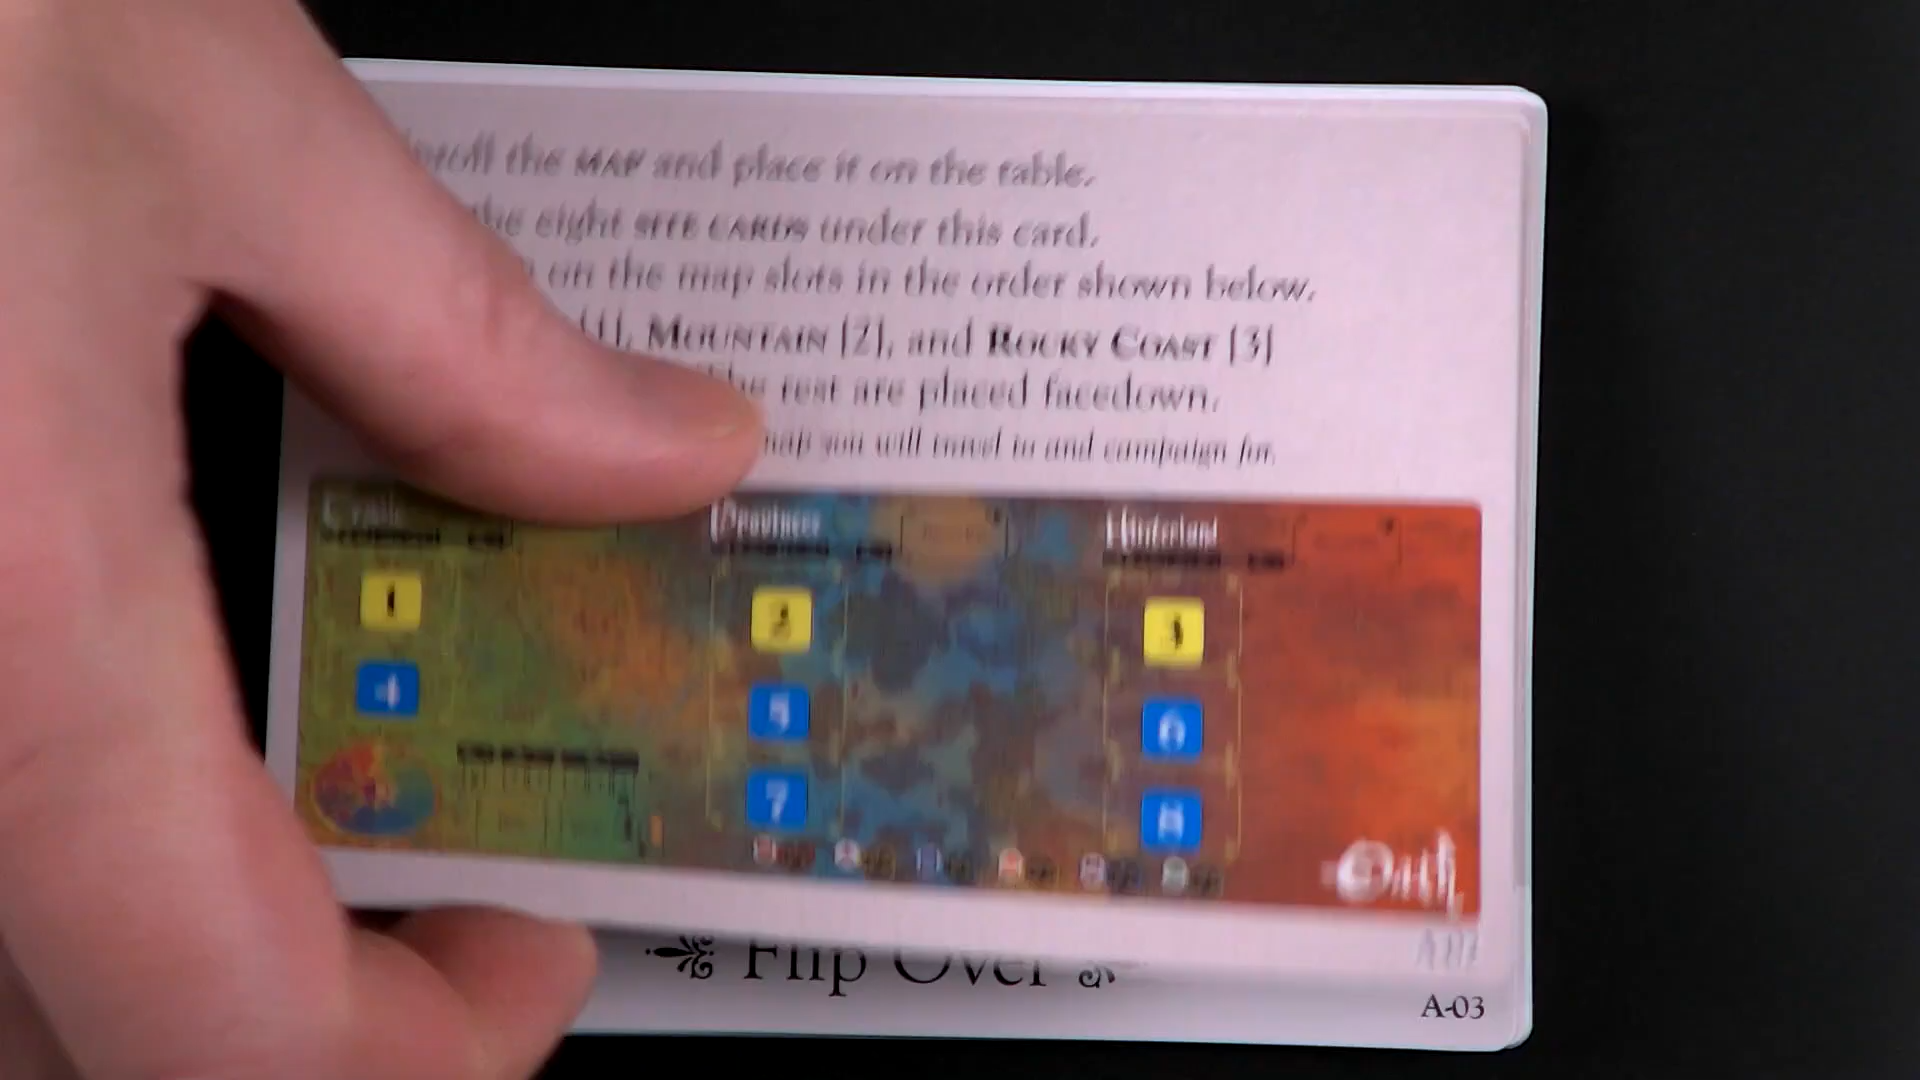 the MAP and place it on the table.
the eight SITE CARDS under this card.
on the map slots in the order shown below.
[1], MOUNTAIN [2], and ROCKY COAST [3]
rest are placed facedown.
map you will travel to and campaign for.
Cradle
Provinces
Hinterland
1
2
3
4
5
6
7
8
Oath
Flip Over
A-03